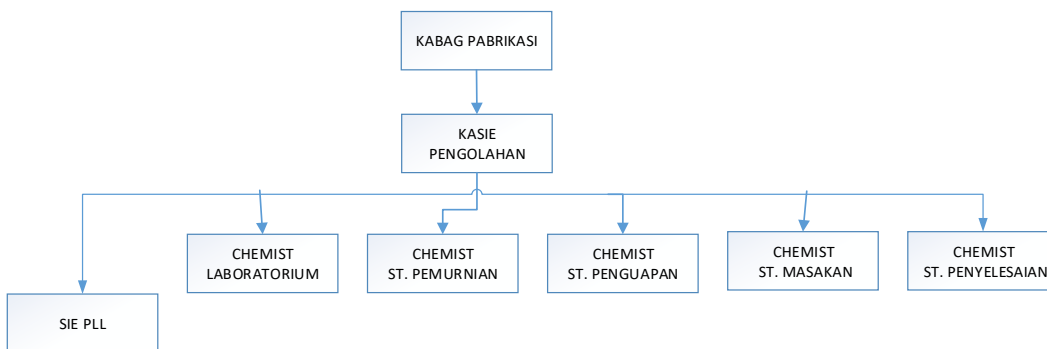 KABAG PABRIKASI
KASIE
PENGOLAHAN
CHEMIST
LABORATORIUM
CHEMIST
ST. PEMURNIAN
CHEMIST
ST. PENGUAPAN
CHEMIST
ST. MASAKAN
CHEMIST
ST. PENYELESAIAN
SIE PLL